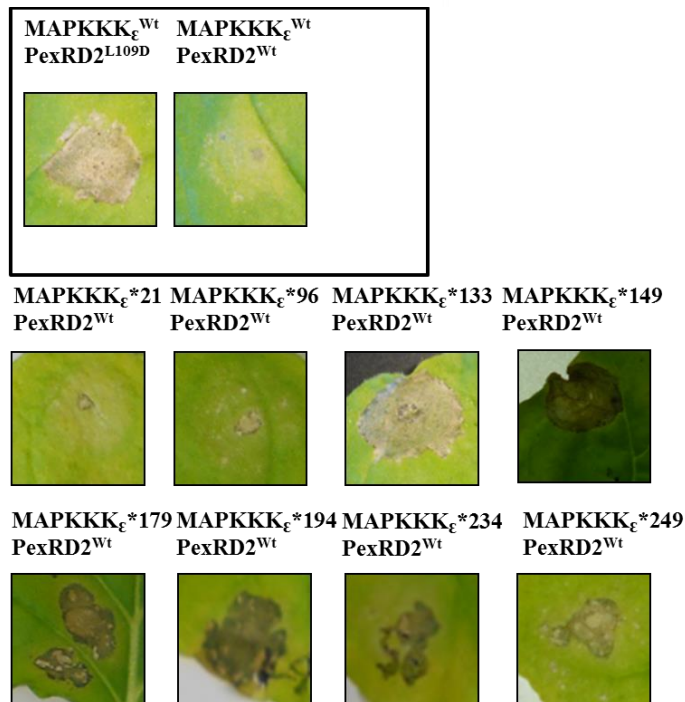 MAPKKKεWt MAPKKKεWt
PexRD2L109D PexRD2Wt
MAPKKKε*21 MAPKKKε*96 MAPKKKε*133 MAPKKKε*149
PexRD2Wt PexRD2Wt PexRD2Wt PexRD2Wt
MAPKKKε*179 MAPKKKε*194 MAPKKKε*234 MAPKKKε*249
PexRD2Wt PexRD2Wt PexRD2Wt PexRD2Wt